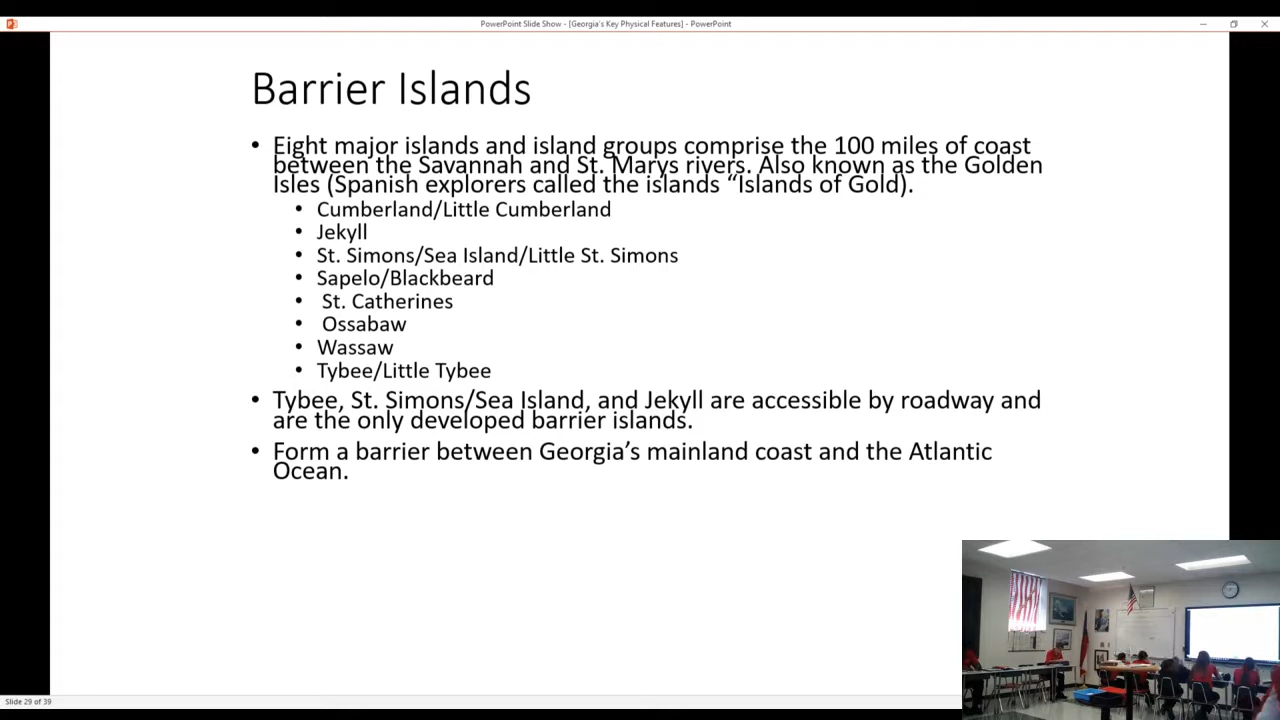 PowerPoint Slide Show - [Georgia's Key Physical Features] - PowerPoint
Barrier Islands
• Eight major islands and island groups comprise the 100 miles of coast
between the Savannah and St. Marys rivers. Also known as the Golden
Isles (Spanish explorers called the islands “Islands of Gold).
• Cumberland/Little Cumberland
• Jekyll
• St. Simons/Sea Island/Little St. Simons
• Sapelo/Blackbeard
• St. Catherines
• Ossabaw
• Wassaw
• Tybee/Little Tybee
• Tybee, St. Simons/Sea Island, and Jekyll are accessible by roadway and
are the only developed barrier islands.
• Form a barrier between Georgia’s mainland coast and the Atlantic
Ocean.
Slide 29 of 39